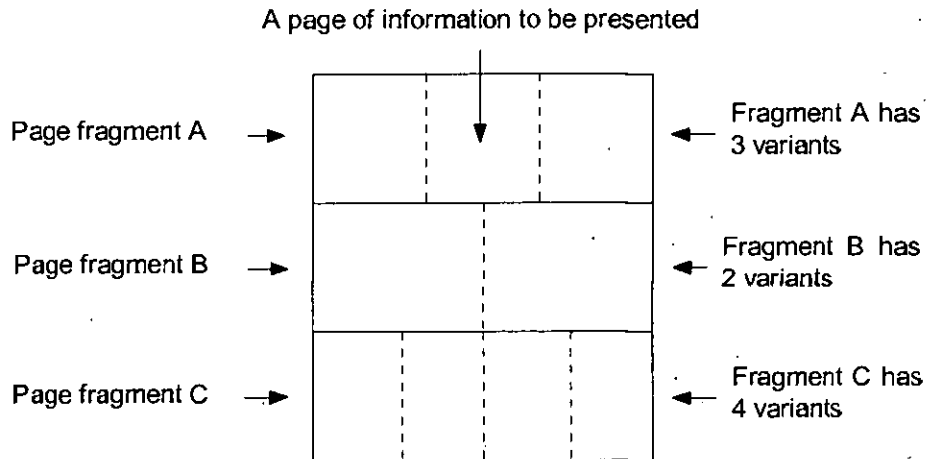 A page of information to be presented
Page fragment A
Fragment A has
3 variants
Page fragment B
Fragment B has
2 variants
Page fragment C
Fragment C has
4 variants